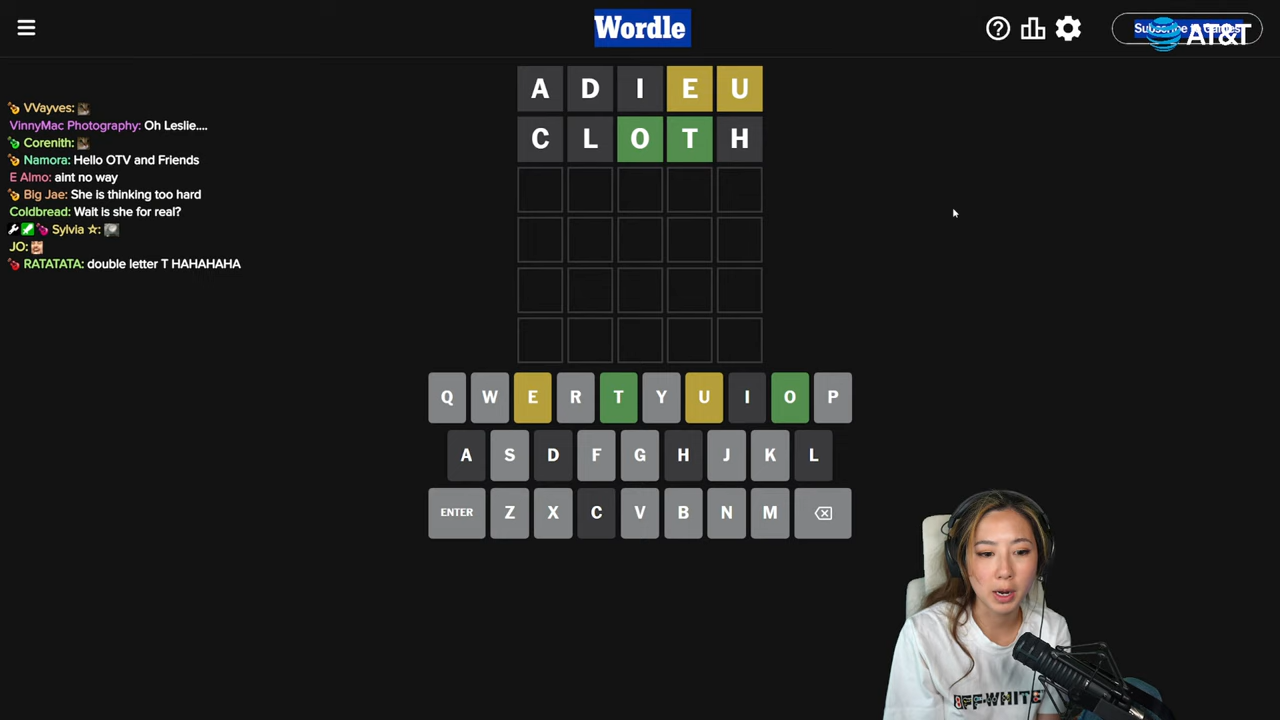 Wordle
AT&T
A D I E U
C L O T H
VVayves:
VinnyMac Photography: Oh Leslie....
Corenith:
Namora: Hello OTV and Friends
E Almo: aint no way
Big Jae: She is thinking too hard
Coldbread: Wait is she for real?
Sylvia ☆:
JO:
RATATATA: double letter T HAHAHAHA
Q W E R T Y U I O P
A S D F G H J K L
ENTER Z X C V B N M
OFF-WHITE